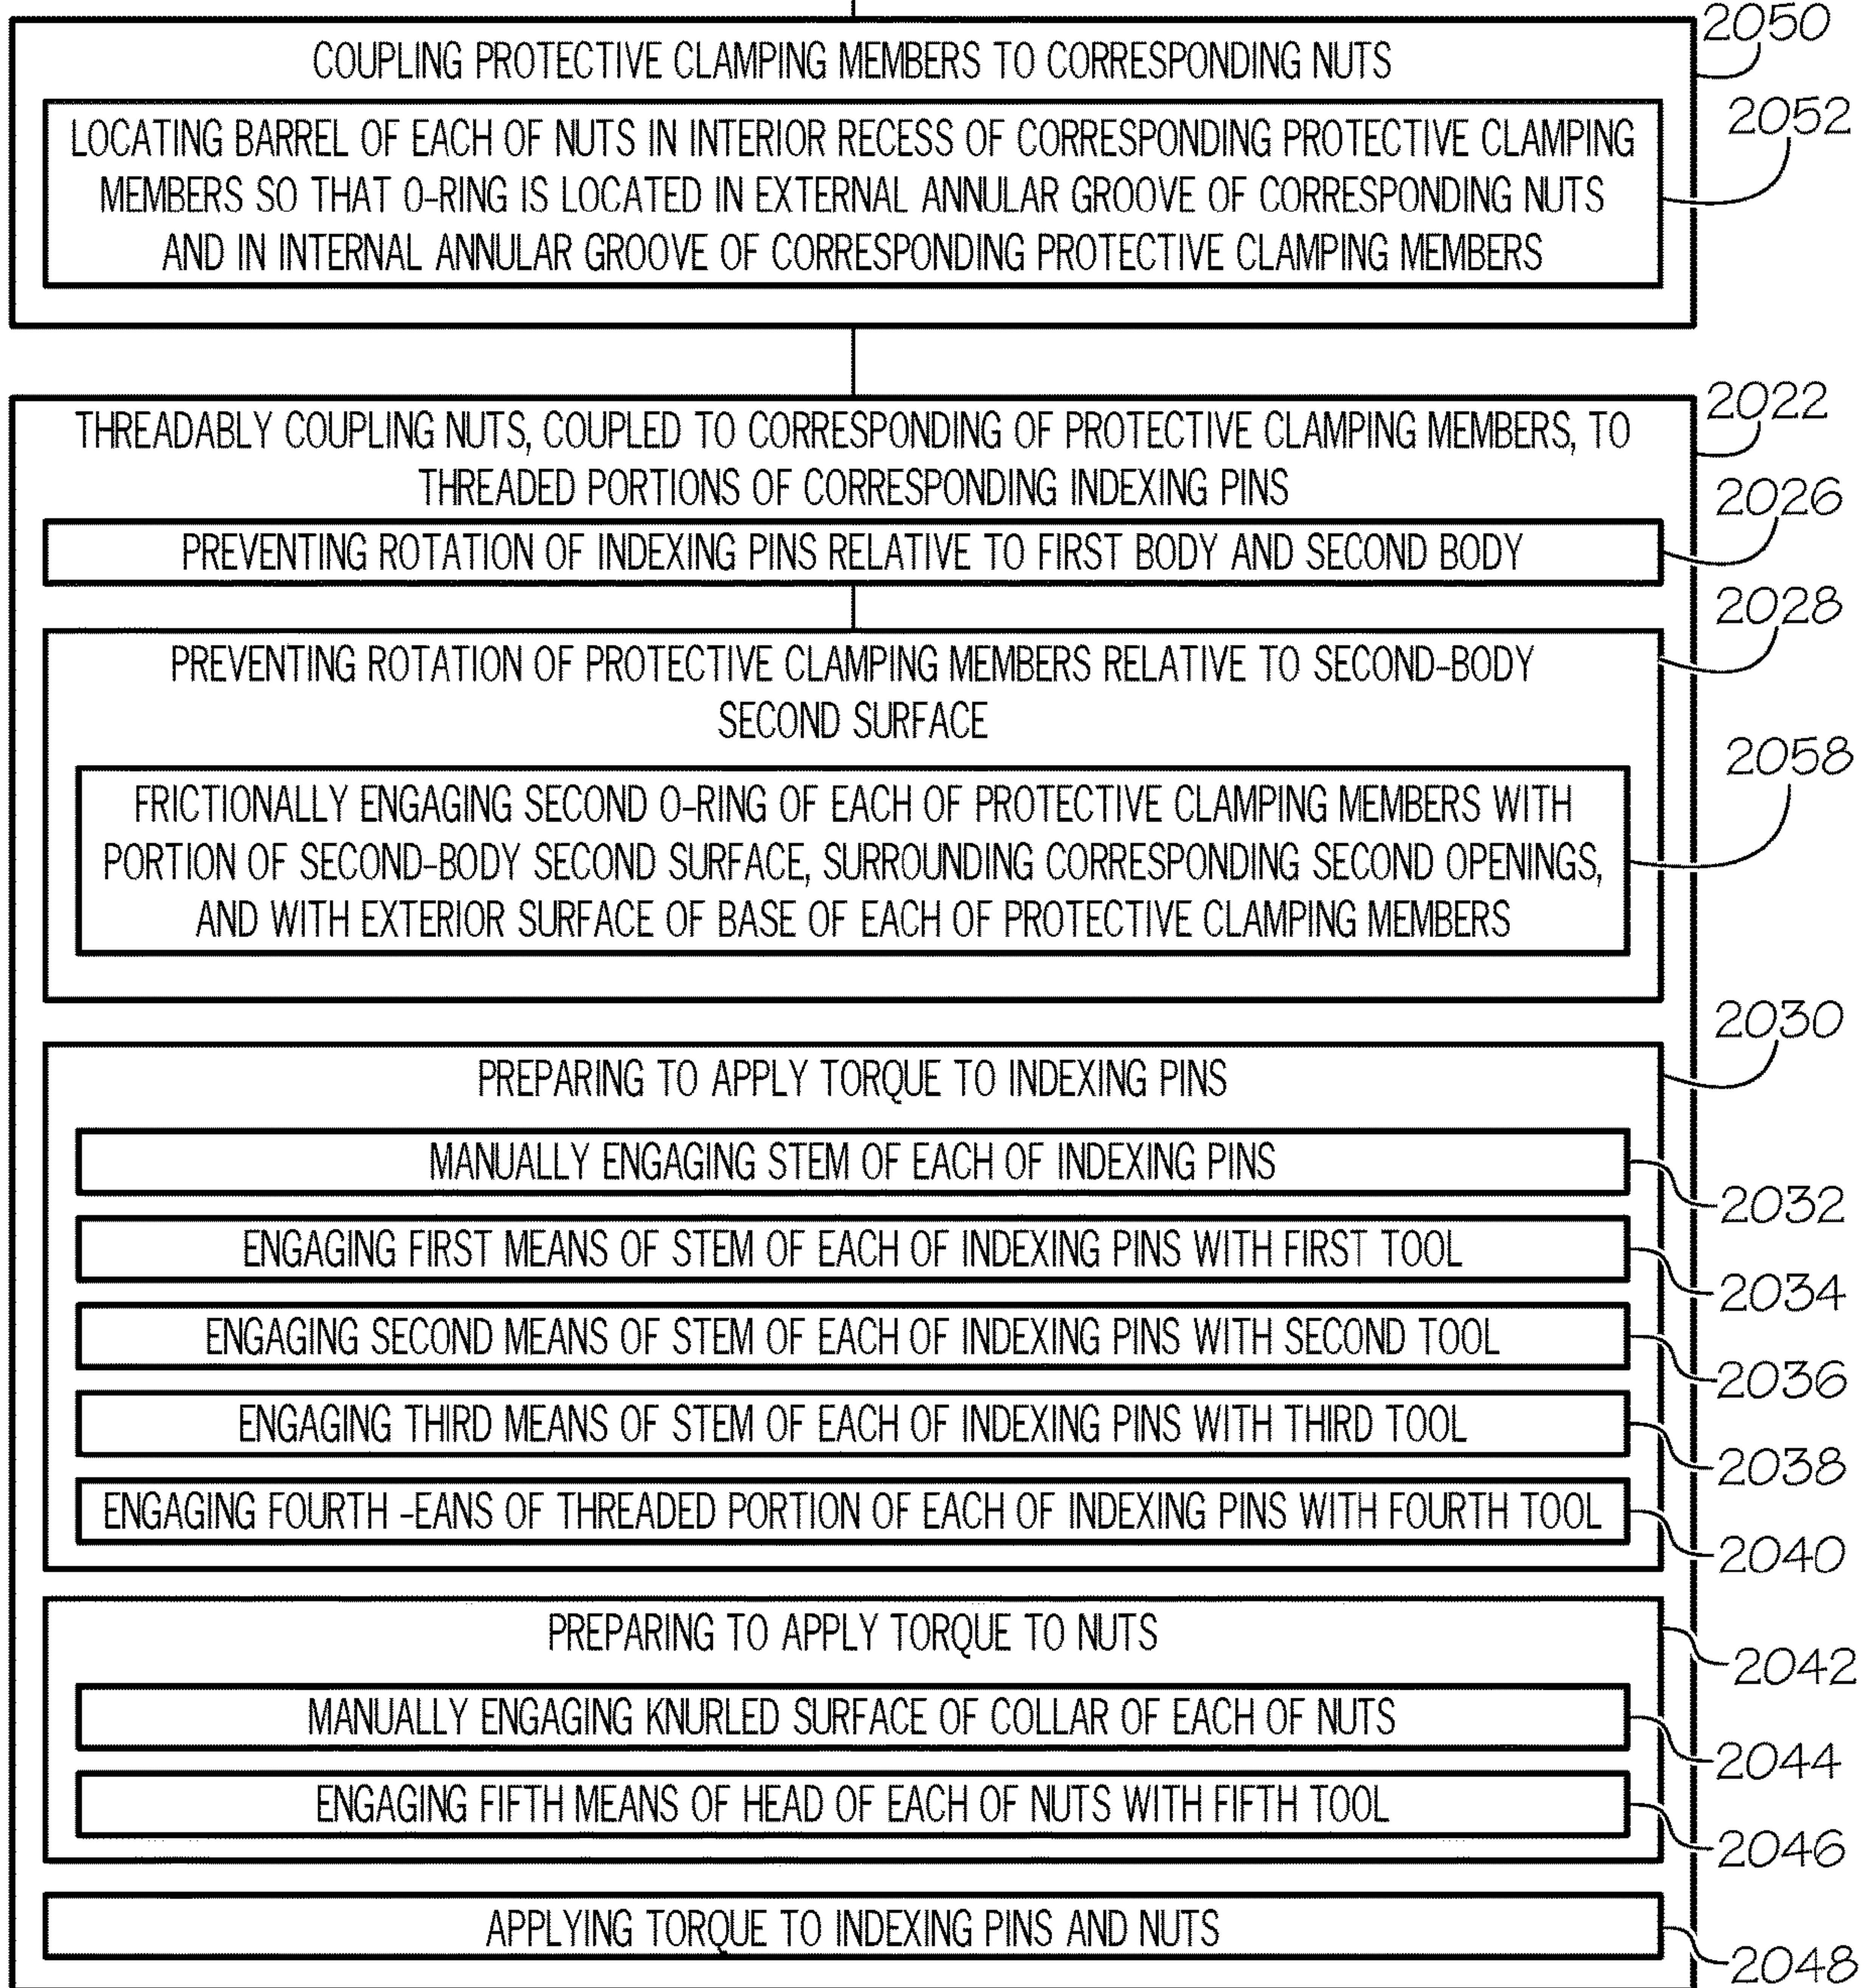 2050
COUPLING PROTECTIVE CLAMPING MEMBERS TO CORRESPONDING NUTS
2052
LOCATING BARREL OF EACH OF NUTS IN INTERIOR RECESS OF CORRESPONDING PROTECTIVE CLAMPING
MEMBERS SO THAT O-RING IS LOCATED IN EXTERNAL ANNULAR GROOVE OF CORRESPONDING NUTS
AND IN INTERNAL ANNULAR GROOVE OF CORRESPONDING PROTECTIVE CLAMPING MEMBERS
2022
THREADABLY COUPLING NUTS, COUPLED TO CORRESPONDING OF PROTECTIVE CLAMPING MEMBERS, TO
THREADED PORTIONS OF CORRESPONDING INDEXING PINS
2026
PREVENTING ROTATION OF INDEXING PINS RELATIVE TO FIRST BODY AND SECOND BODY
2028
PREVENTING ROTATION OF PROTECTIVE CLAMPING MEMBERS RELATIVE TO SECOND-BODY
SECOND SURFACE
2058
FRICTIONALLY ENGAGING SECOND O-RING OF EACH OF PROTECTIVE CLAMPING MEMBERS WITH
PORTION OF SECOND-BODY SECOND SURFACE, SURROUNDING CORRESPONDING SECOND OPENINGS,
AND WITH EXTERIOR SURFACE OF BASE OF EACH OF PROTECTIVE CLAMPING MEMBERS
2030
PREPARING TO APPLY TORQUE TO INDEXING PINS
MANUALLY ENGAGING STEM OF EACH OF INDEXING PINS
2032
ENGAGING FIRST MEANS OF STEM OF EACH OF INDEXING PINS WITH FIRST TOOL
2034
ENGAGING SECOND MEANS OF STEM OF EACH OF INDEXING PINS WITH SECOND TOOL
2036
ENGAGING THIRD MEANS OF STEM OF EACH OF INDEXING PINS WITH THIRD TOOL
2038
ENGAGING FOURTH -EANS OF THREADED PORTION OF EACH OF INDEXING PINS WITH FOURTH TOOL
2040
PREPARING TO APPLY TORQUE TO NUTS
2042
MANUALLY ENGAGING KNURLED SURFACE OF COLLAR OF EACH OF NUTS
2044
ENGAGING FIFTH MEANS OF HEAD OF EACH OF NUTS WITH FIFTH TOOL
2046
APPLYING TORQUE TO INDEXING PINS AND NUTS
2048